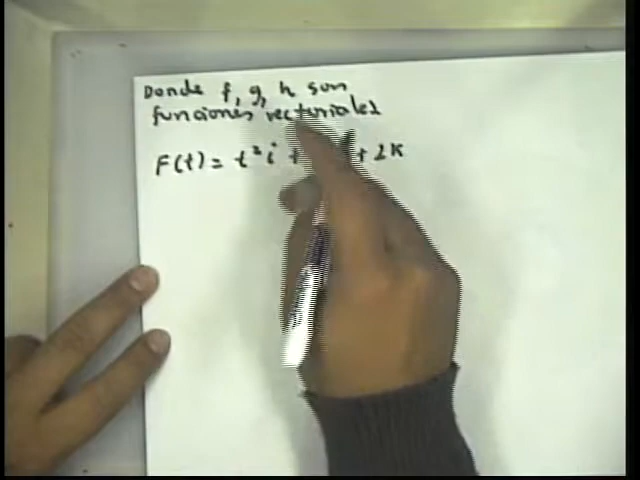 Donde f, g, h son
funciones vectoriales
F(t) = t²i + + 2k